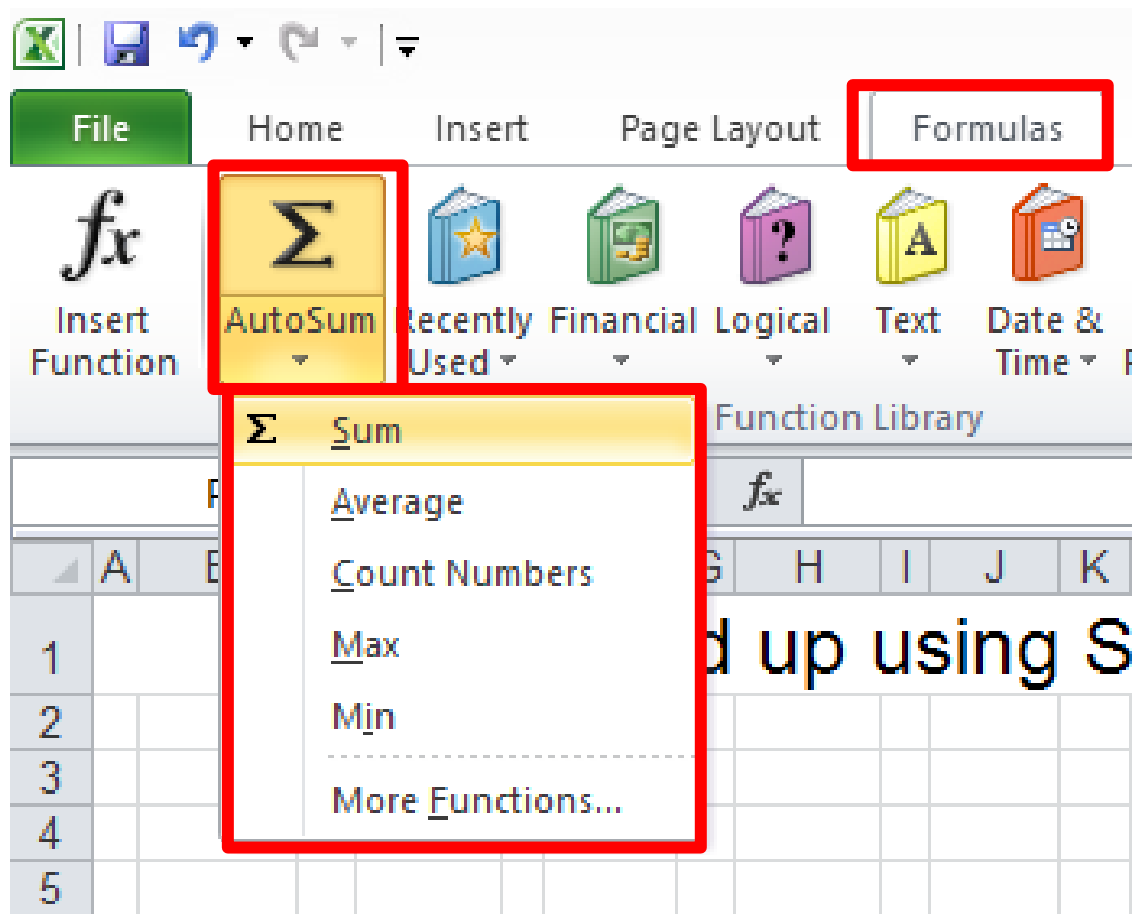 File Home Insert Page Layout Formulas
Insert Function AutoSum Recently Used Financial Logical Text Date & Time
Function Library
Σ Sum
fx
Average
A H I J K
Count Numbers
1 up using
Max
2
Min
3
More Functions...
4
5